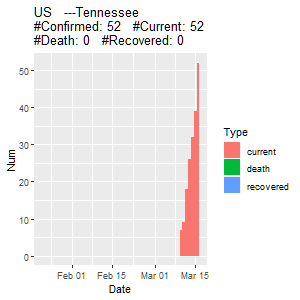 US ---Tennessee
#Confirmed: 52 #Current: 52
#Death: 0 #Recovered: 0
50
40
30
20
10
0
Num
Feb 01 Feb 15 Mar 01 Mar 15
Date
Type
current
death
recovered